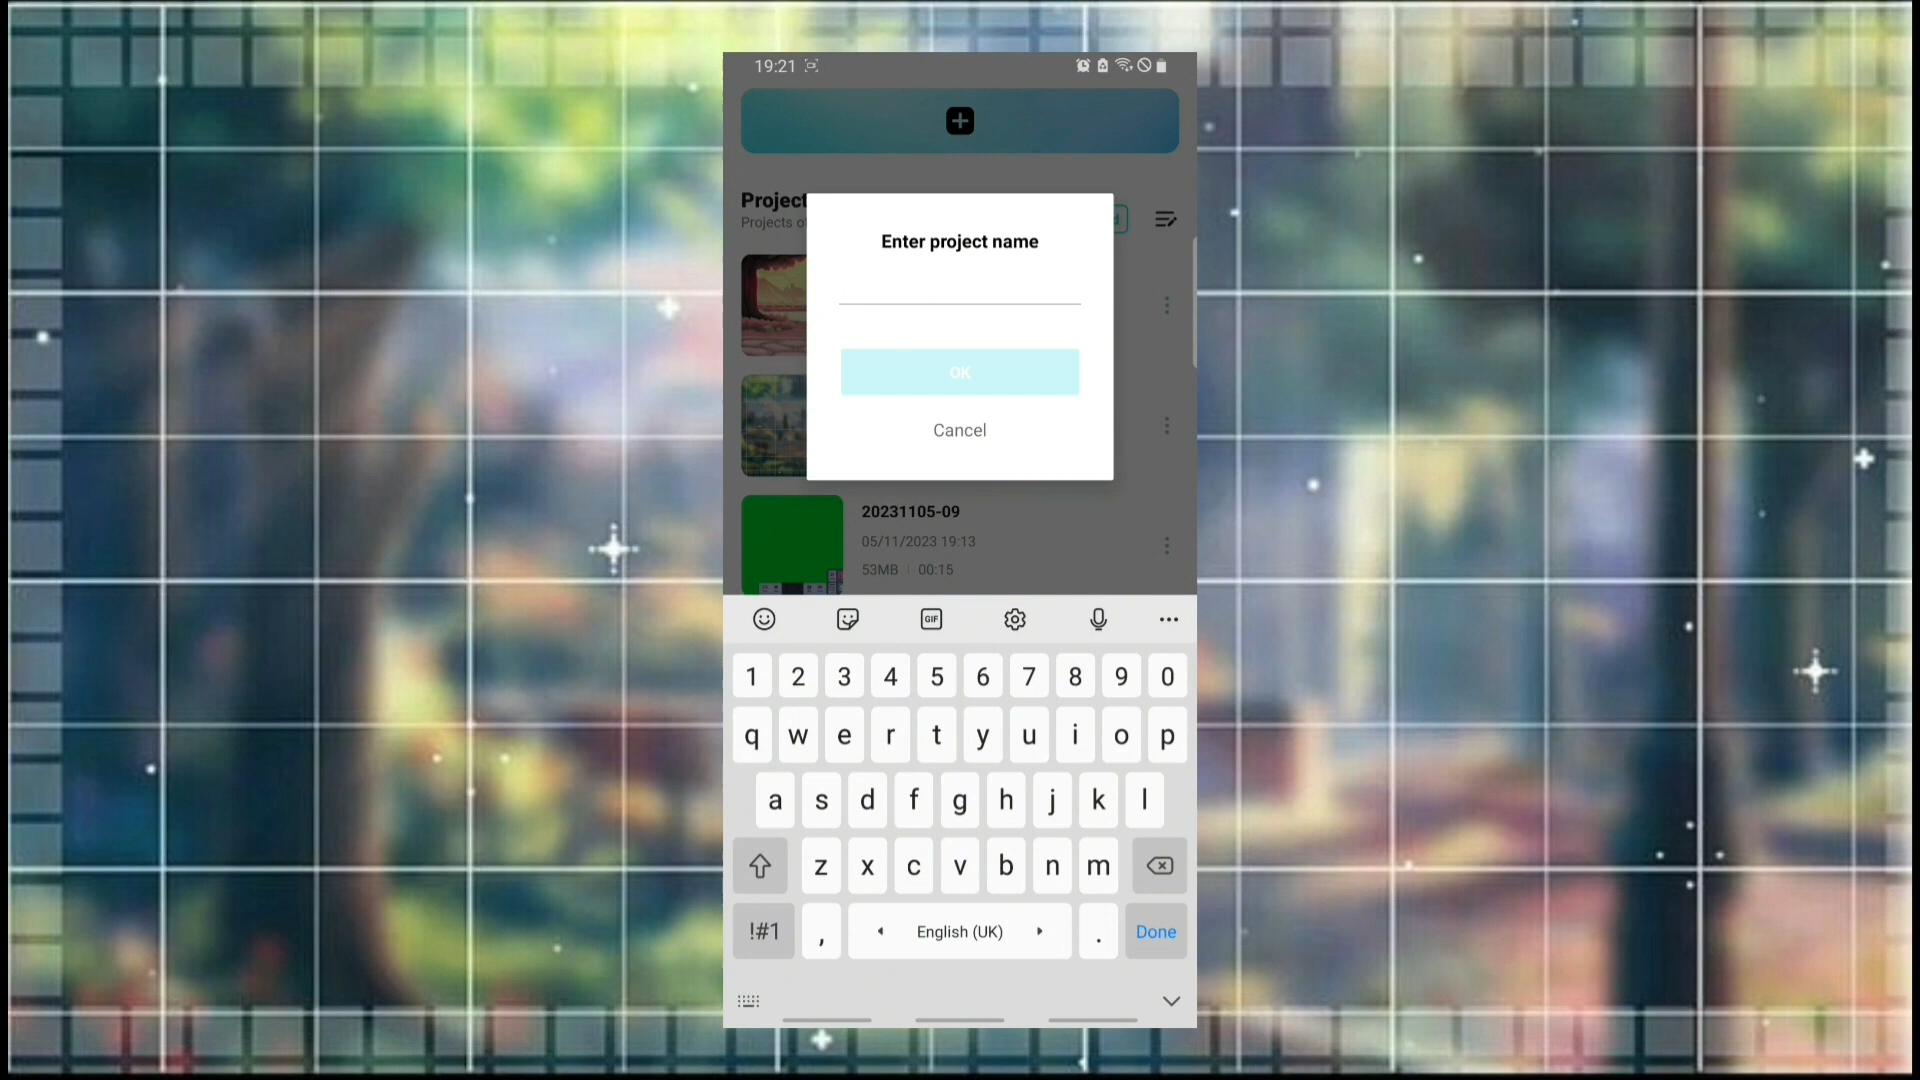 19:21
Project
Projects o
d
Enter project name
OK
Cancel
20231105-09
05/11/2023 19:13
53MB | 00:15
GIF
1 2 3 4 5 6 7 8 9 0
q w e r t y u i o p
a s d f g h j k l
z x c v b n m
!#1 , English (UK) . Done